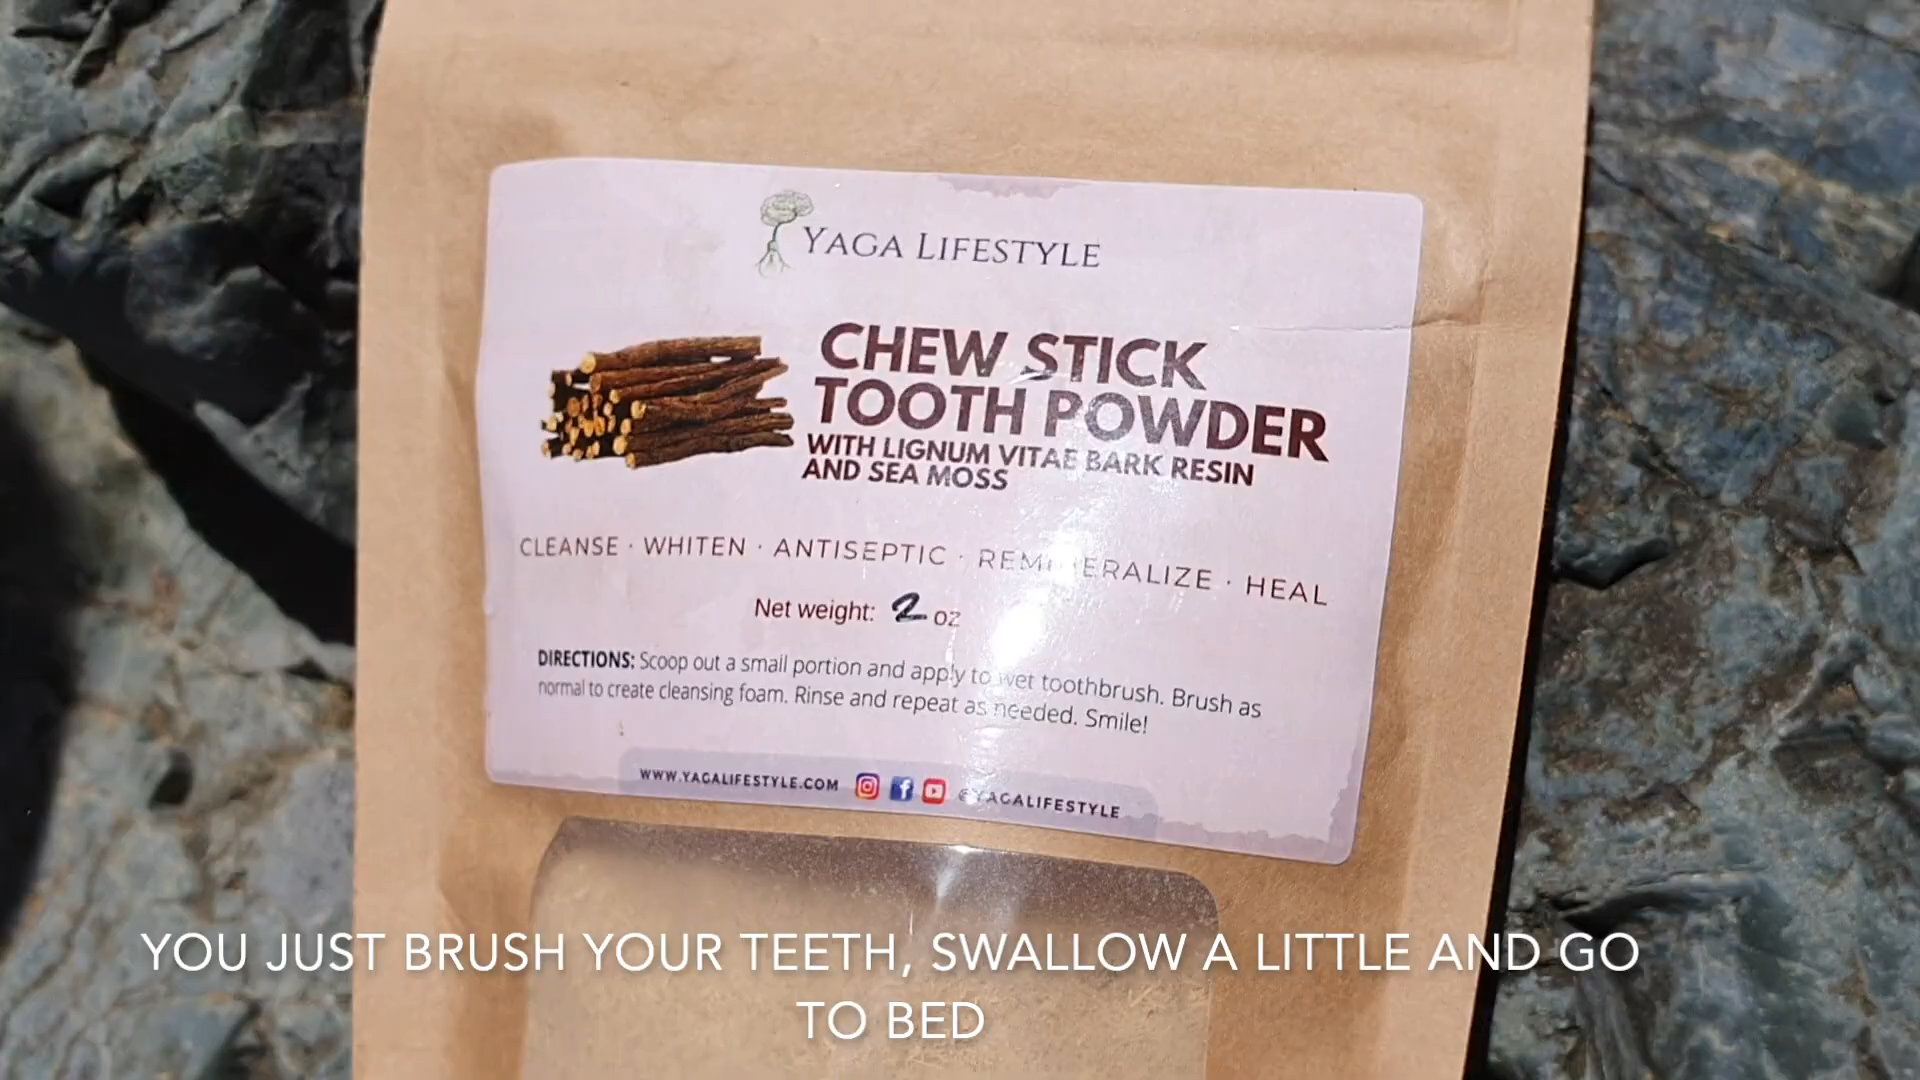 YAGA LIFESTYLE
CHEW STICK
TOOTH POWDER
WITH LIGNUM VITAE BARK RESIN
AND SEA MOSS
CLEANSE · WHITEN · ANTISEPTIC · REMINERALIZE · HEAL
Net weight: 2 oz
DIRECTIONS: Scoop out a small portion and apply to wet toothbrush. Brush as
normal to create cleansing foam. Rinse and repeat as needed. Smile!
WWW.YAGALIFESTYLE.COM @YAGALIFESTYLE
YOU JUST BRUSH YOUR TEETH, SWALLOW A LITTLE AND GO
TO BED